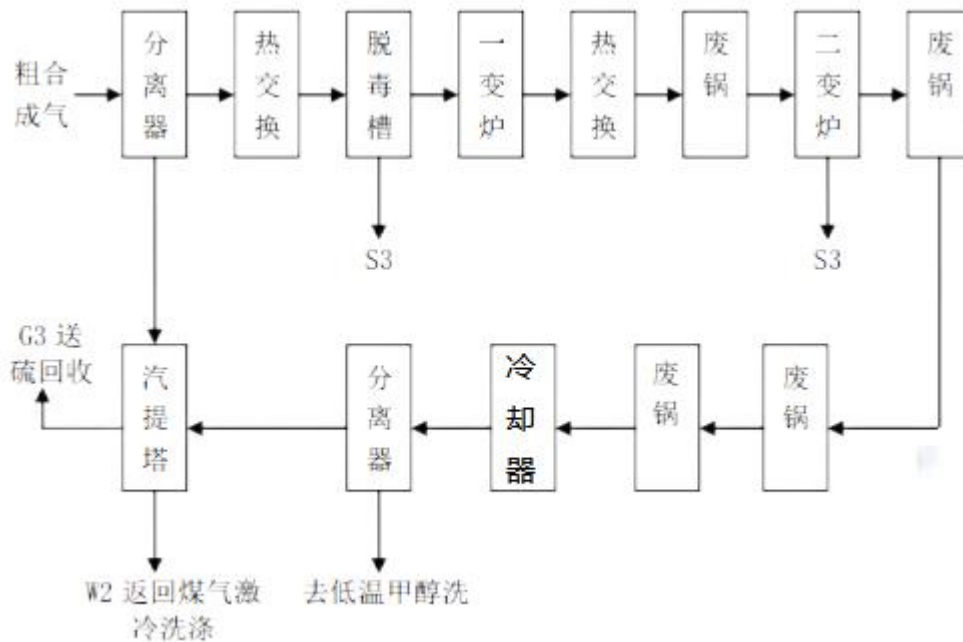 粗合
成气
分离器
热交换
脱毒槽
一变炉
热交换
废锅
二变炉
废锅
S3
S3
G3 送
硫回收
汽提塔
分离器
冷却器
废锅
废锅
W2 返回煤气激
冷洗涤
去低温甲醇洗